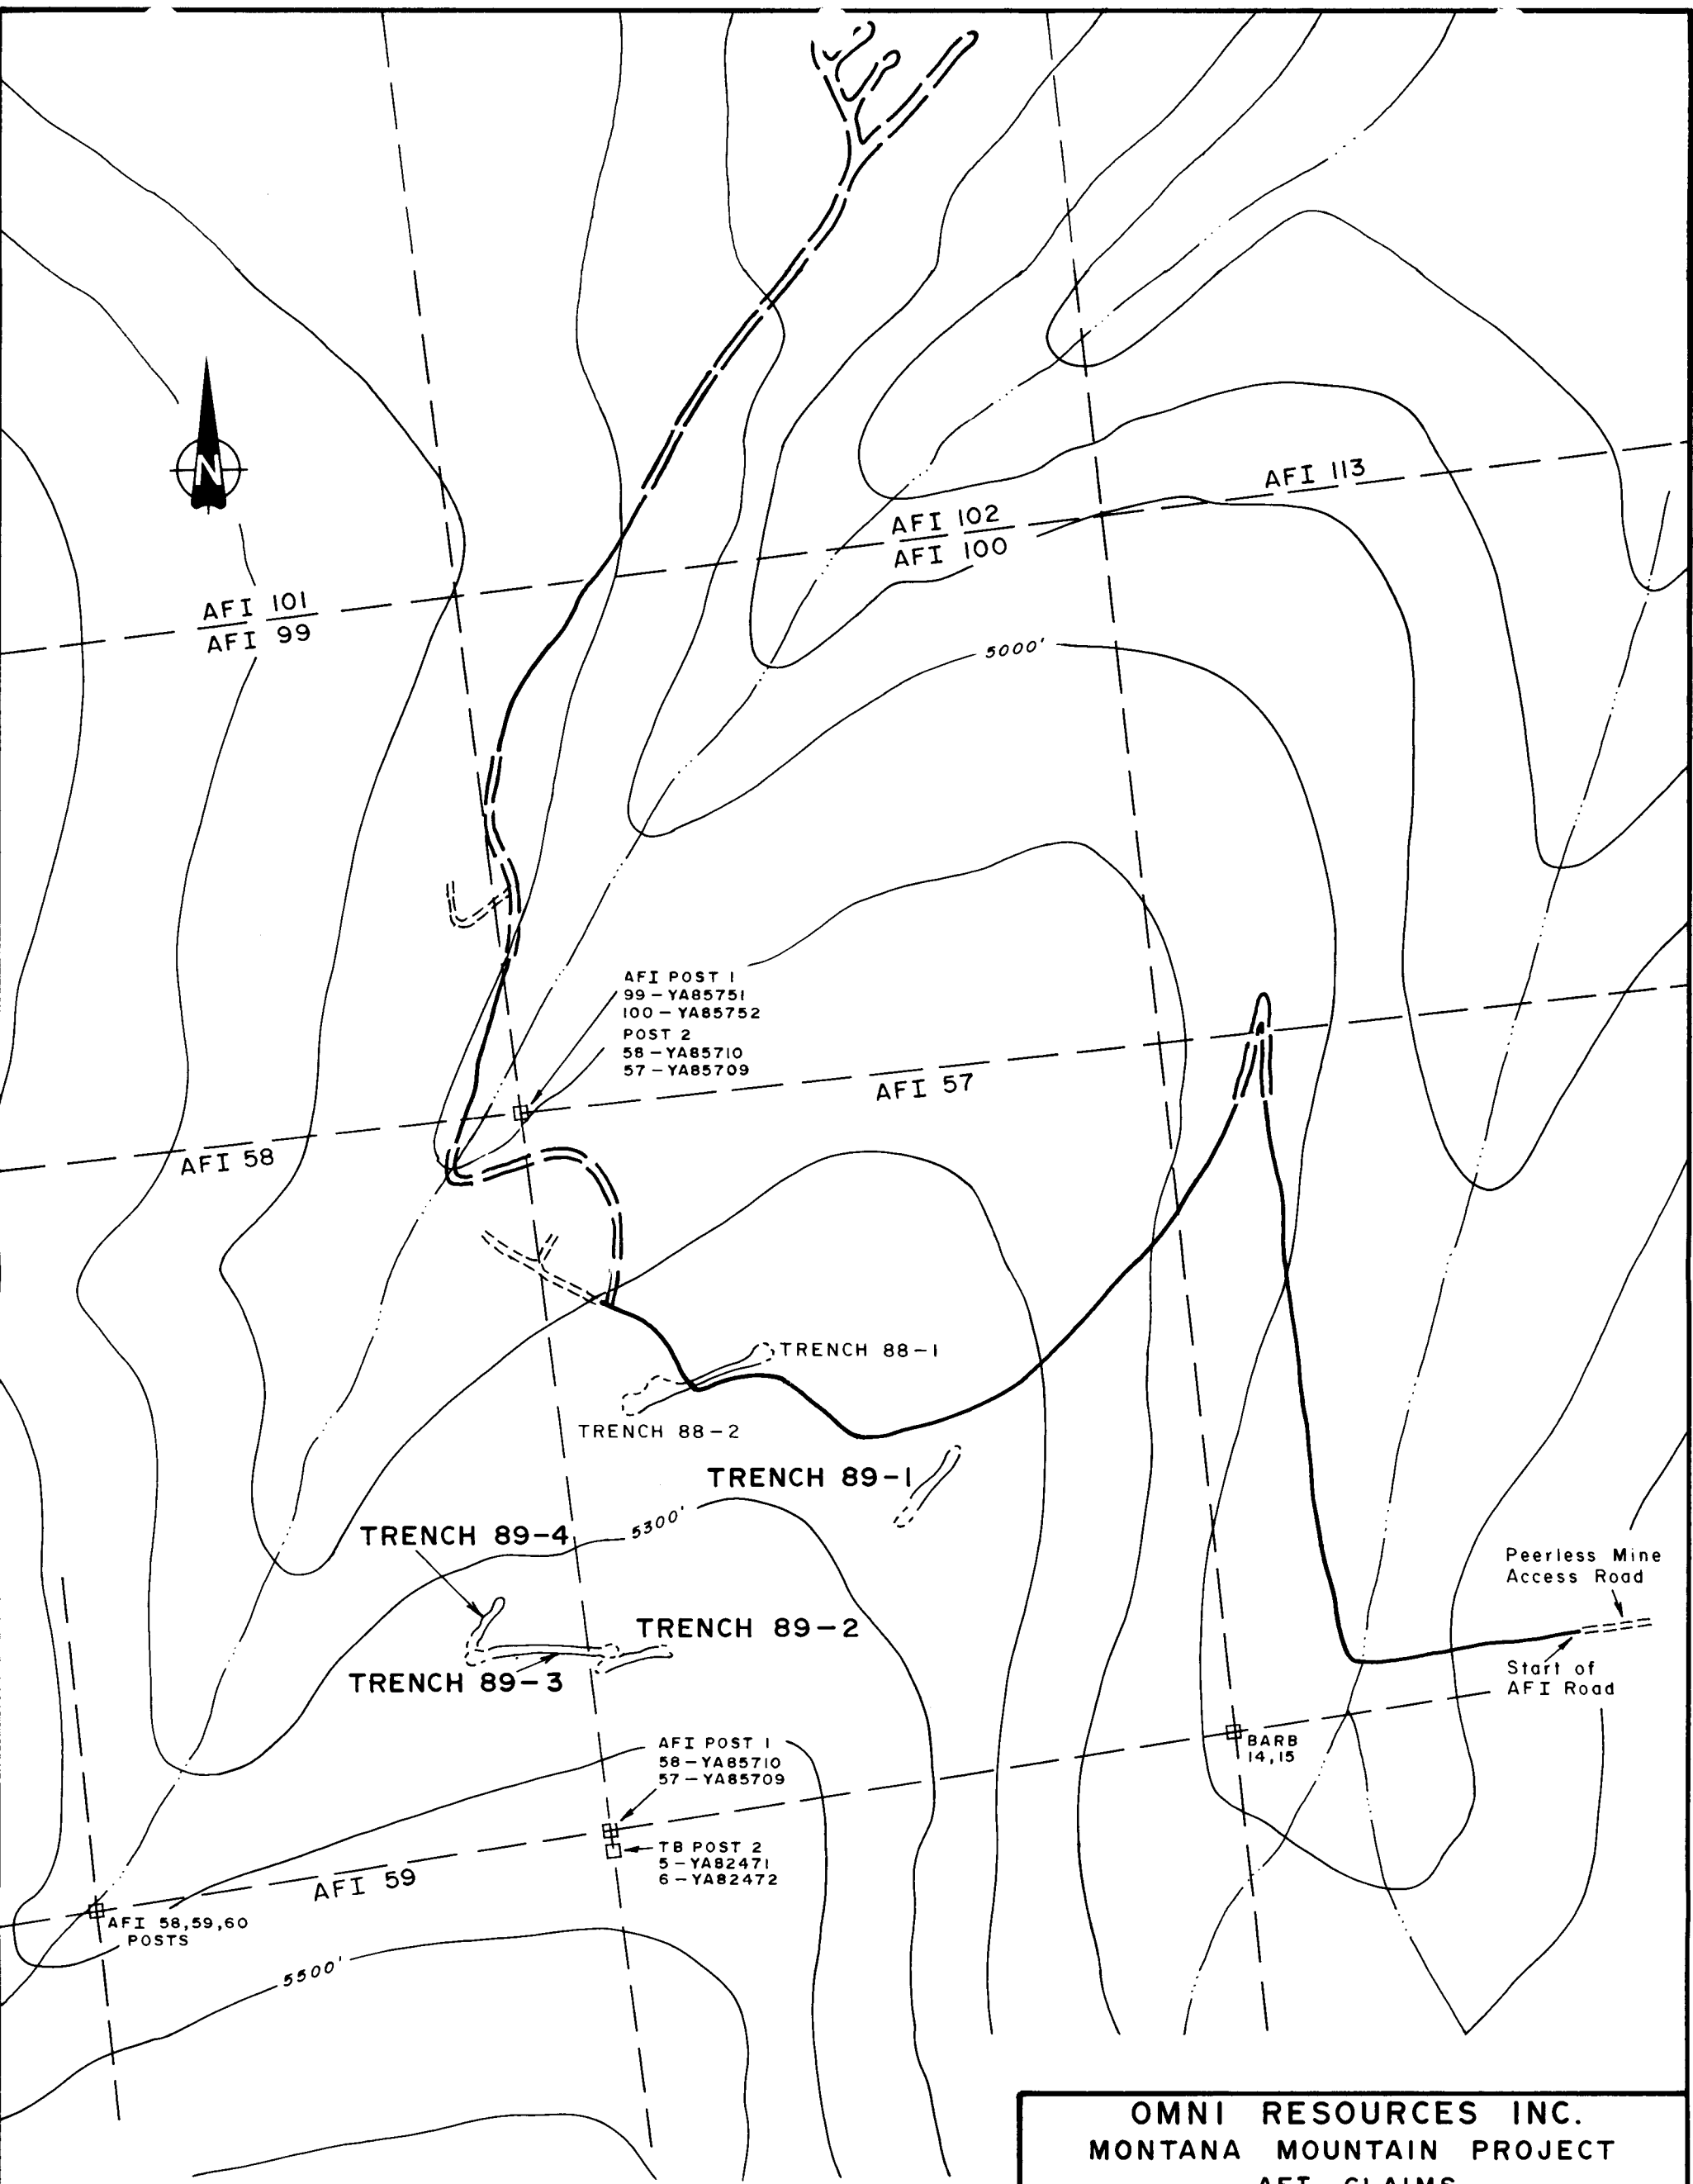 N
AFI 113
AFI 102
AFI 100
AFI 101
AFI 99
5000'
AFI POST 1
99-YA85751
100-YA85752
POST 2
58-YA85710
57-YA85709
AFI 57
AFI 58
TRENCH 88-1
TRENCH 88-2
TRENCH 89-1
5300'
TRENCH 89-4
Peerless Mine
Access Road
TRENCH 89-2
TRENCH 89-3
Start of
AFI Road
BARB
14,15
AFI POST 1
58-YA85710
57-YA85709
TB POST 2
5-YA82471
6-YA82472
AFI 59
AFI 58,59,60
POSTS
5500'
OMNI RESOURCES INC.
MONTANA MOUNTAIN PROJECT
AFI CLAIMS